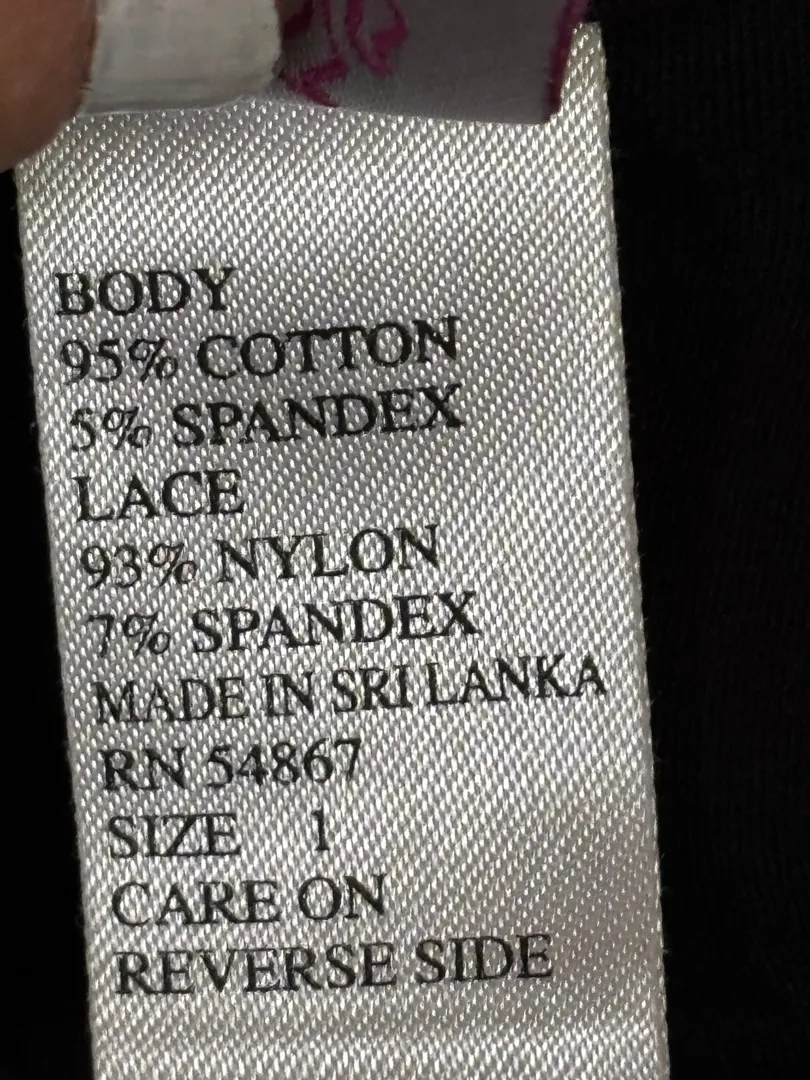 BODY
95% COTTON
5% SPANDEX
LACE
93% NYLON
7% SPANDEX
MADE IN SRI LANKA
RN 54867
SIZE 1
CARE ON
REVERSE SIDE